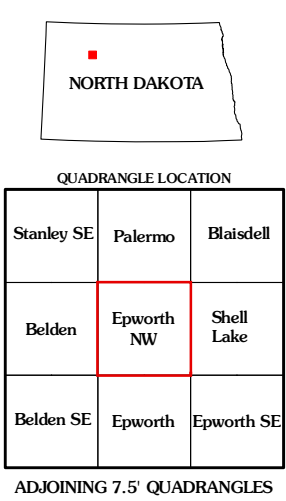 NORTH DAKOTA
QUADRANGLE LOCATION
Stanley SE
Palermo
Blaisdell
Belden
Epworth
NW
Shell
Lake
Belden SE
Epworth
Epworth SE
ADJOINING 7.5' QUADRANGLES